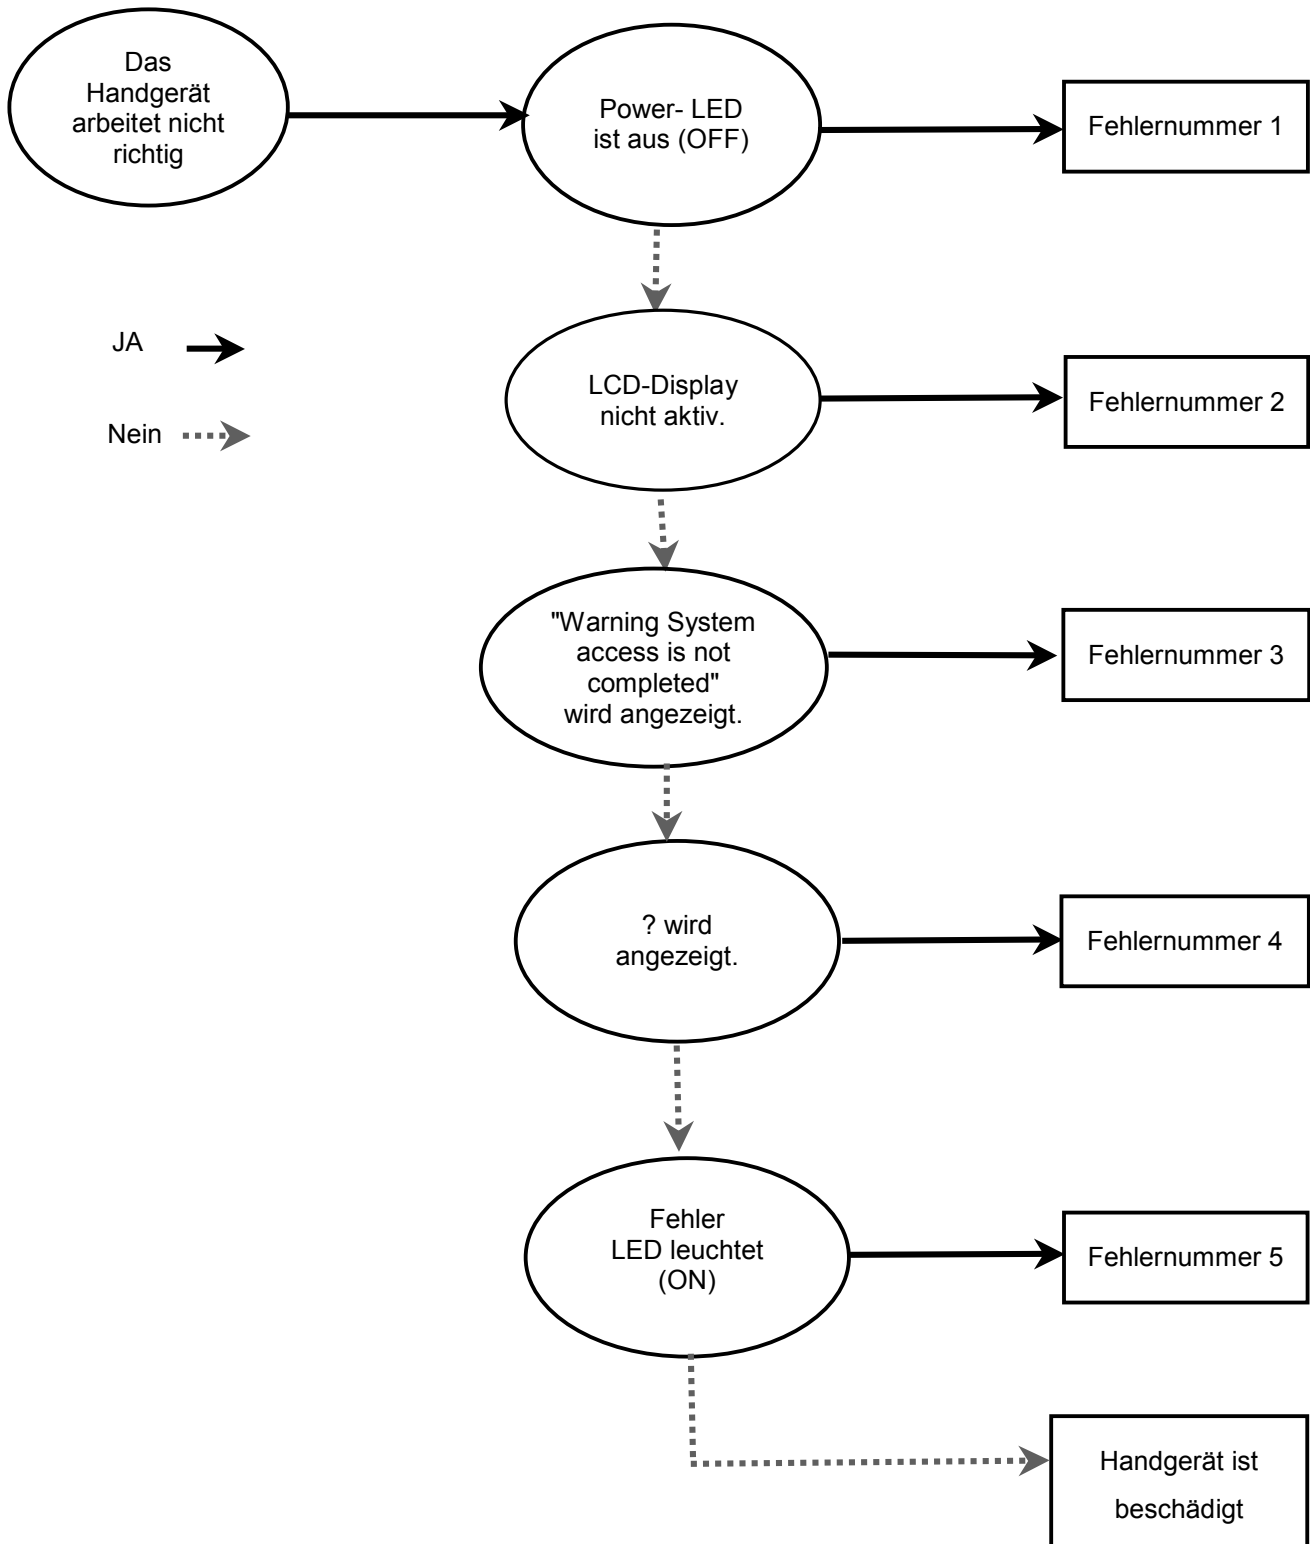 Das
Handgerät
arbeitet nicht
richtig
Power- LED
ist aus (OFF)
Fehlernummer 1
JA
Nein
LCD-Display
nicht aktiv.
Fehlernummer 2
"Warning System
access is not
completed"
wird angezeigt.
Fehlernummer 3
? wird
angezeigt.
Fehlernummer 4
Fehler
LED leuchtet
(ON)
Fehlernummer 5
Handgerät ist
beschädigt